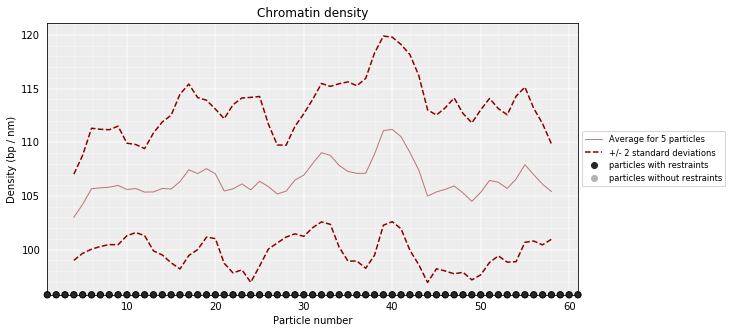 Chromatin density
Density (bp / nm)
120
115
110
105
100
10
20
30
40
50
60
Particle number
Average for 5 particles
+/- 2 standard deviations
particles with restraints
particles without restraints